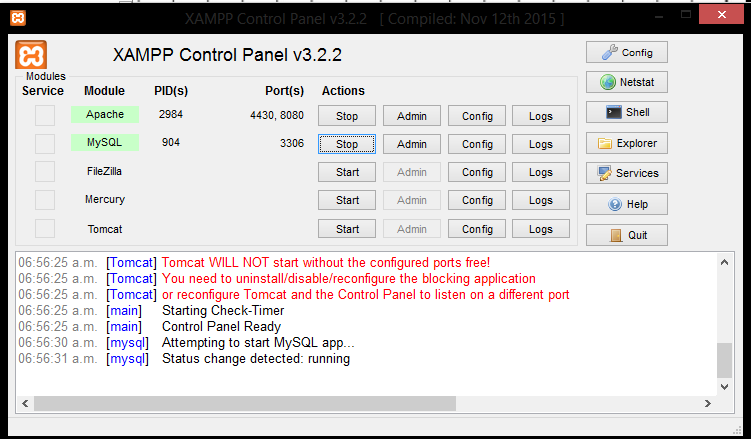 XAMPP Control Panel v3.2.2 [ Compiled: Nov 12th 2015 ]
XAMPP Control Panel v3.2.2
Config
Modules
Service Module PID(s) Port(s) Actions
Netstat
Apache 2984 4430, 8080 Stop Admin Config Logs
Shell
MySQL 904 3306 Stop Admin Config Logs
Explorer
FileZilla Start Admin Config Logs
Services
Mercury Start Admin Config Logs
Help
Tomcat Start Admin Config Logs
Quit
06:56:25 a.m. [Tomcat] Tomcat WILL NOT start without the configured ports free!
06:56:25 a.m. [Tomcat] You need to uninstall/disable/reconfigure the blocking application
06:56:25 a.m. [Tomcat] or reconfigure Tomcat and the Control Panel to listen on a different port
06:56:25 a.m. [main] Starting Check-Timer
06:56:25 a.m. [main] Control Panel Ready
06:56:30 a.m. [mysql] Attempting to start MySQL app...
06:56:31 a.m. [mysql] Status change detected: running